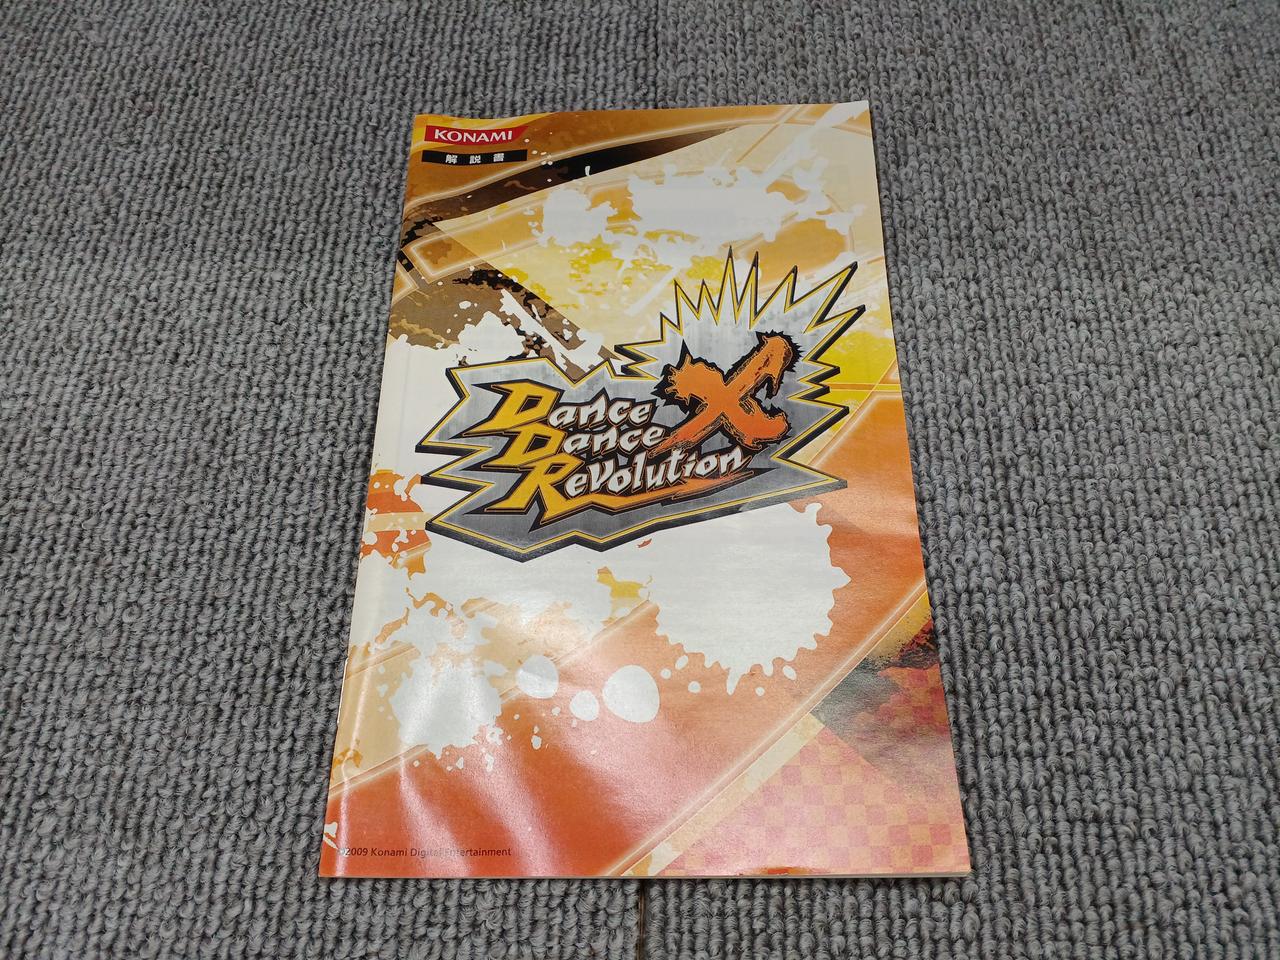 KONAMI
解説書
Dance
Dance
Revolution X
©2009 Konami Digital Entertainment